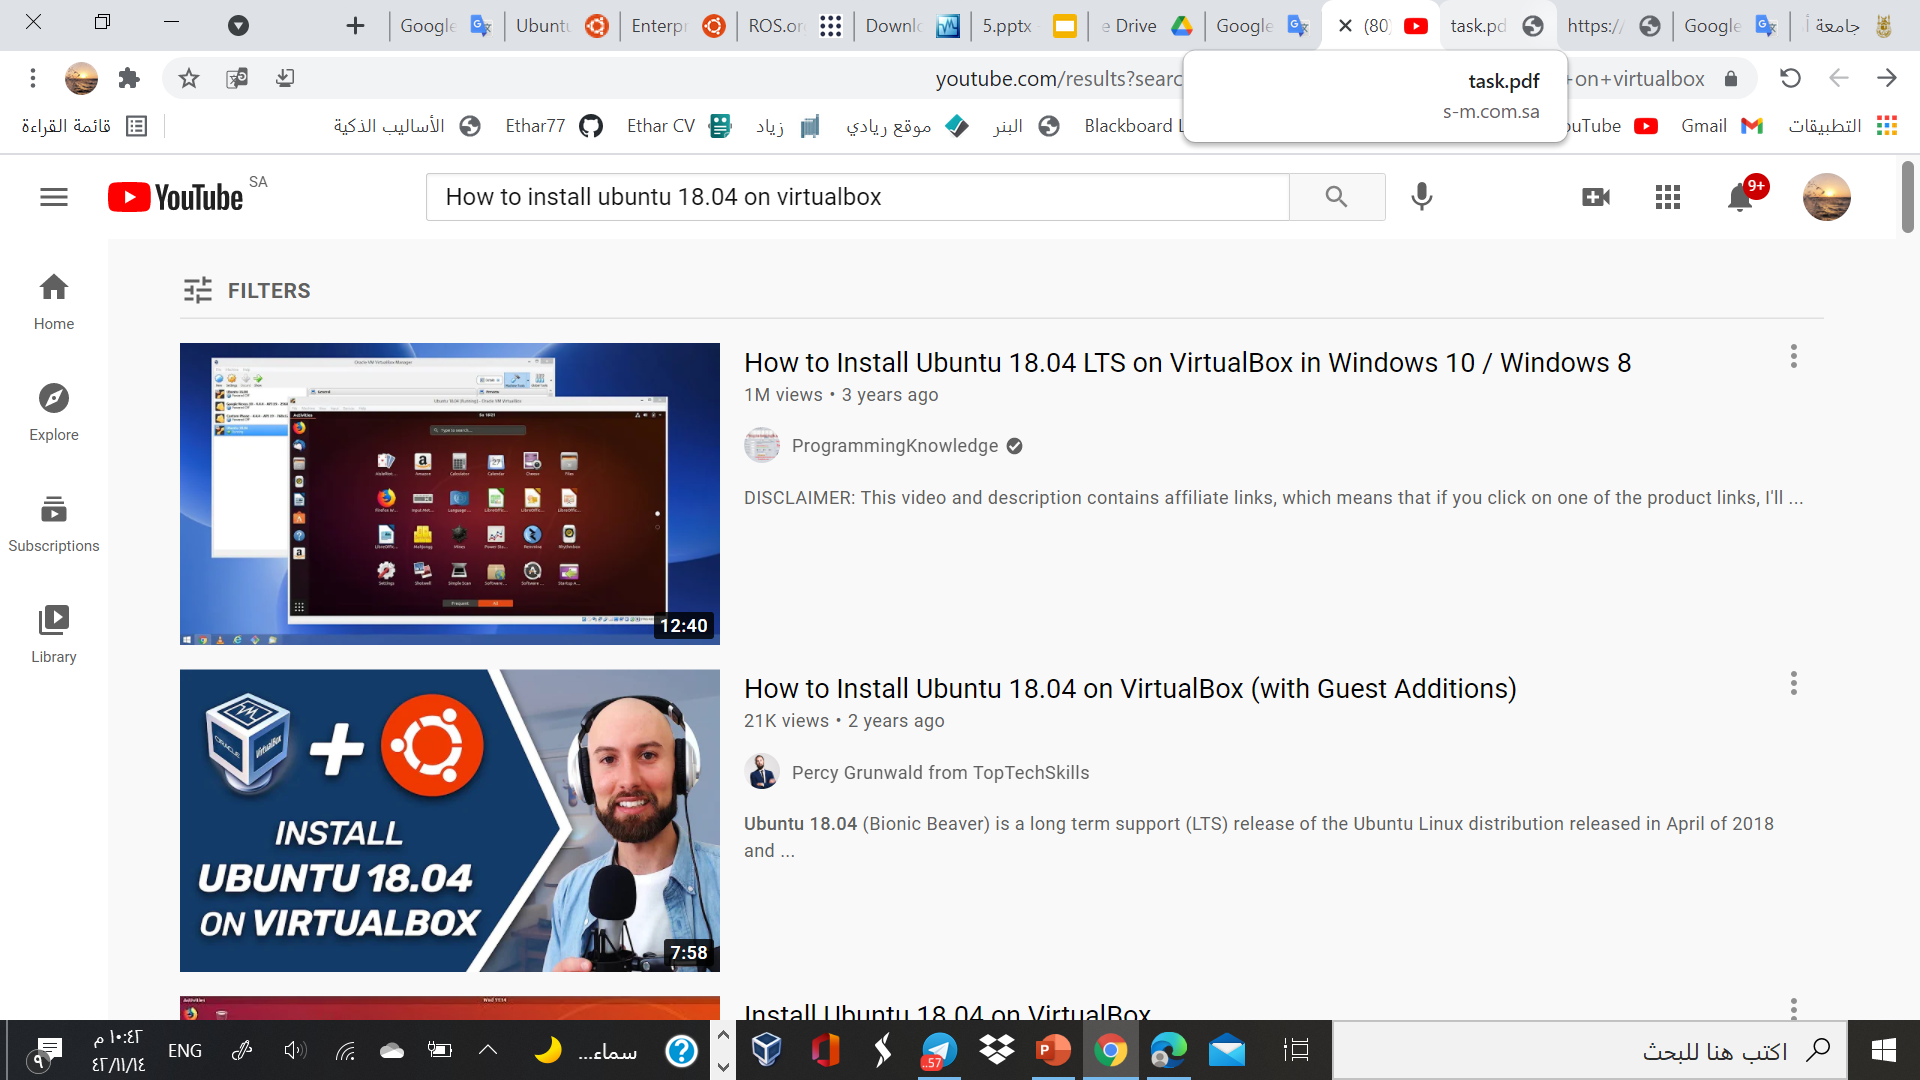 Google
Ubuntu
Enterpr
ROS.or
Downlo
5.pptx
e Drive
Google
(80)
task.pd
https://
Google
جامعة أ
youtube.com/results?searc
+on+virtualbox
task.pdf
s-m.com.sa
قائمة القراءة
الأساليب الذكية
Ethar77
Ethar CV
زياد
موقع ريادي
البنر
Blackboard L
ouTube
Gmail
التطبيقات
YouTube SA
How to install ubuntu 18.04 on virtualbox
9+
Home
Explore
Subscriptions
Library
FILTERS
12:40
How to Install Ubuntu 18.04 LTS on VirtualBox in Windows 10 / Windows 8
1M views • 3 years ago
ProgrammingKnowledge
DISCLAIMER: This video and description contains affiliate links, which means that if you click on one of the product links, I'll ...
ORACLE
VirtualBox
INSTALL
UBUNTU 18.04
ON VIRTUALBOX
7:58
How to Install Ubuntu 18.04 on VirtualBox (with Guest Additions)
21K views • 2 years ago
Percy Grunwald from TopTechSkills
Ubuntu 18.04 (Bionic Beaver) is a long term support (LTS) release of the Ubuntu Linux distribution released in April of 2018
and ...
Install Ubuntu 18.04 on VirtualBox
٩
١٠:٤٢ م
٤٢/١١/١٤
ENG
سماء...
..57
اكتب هنا للبحث